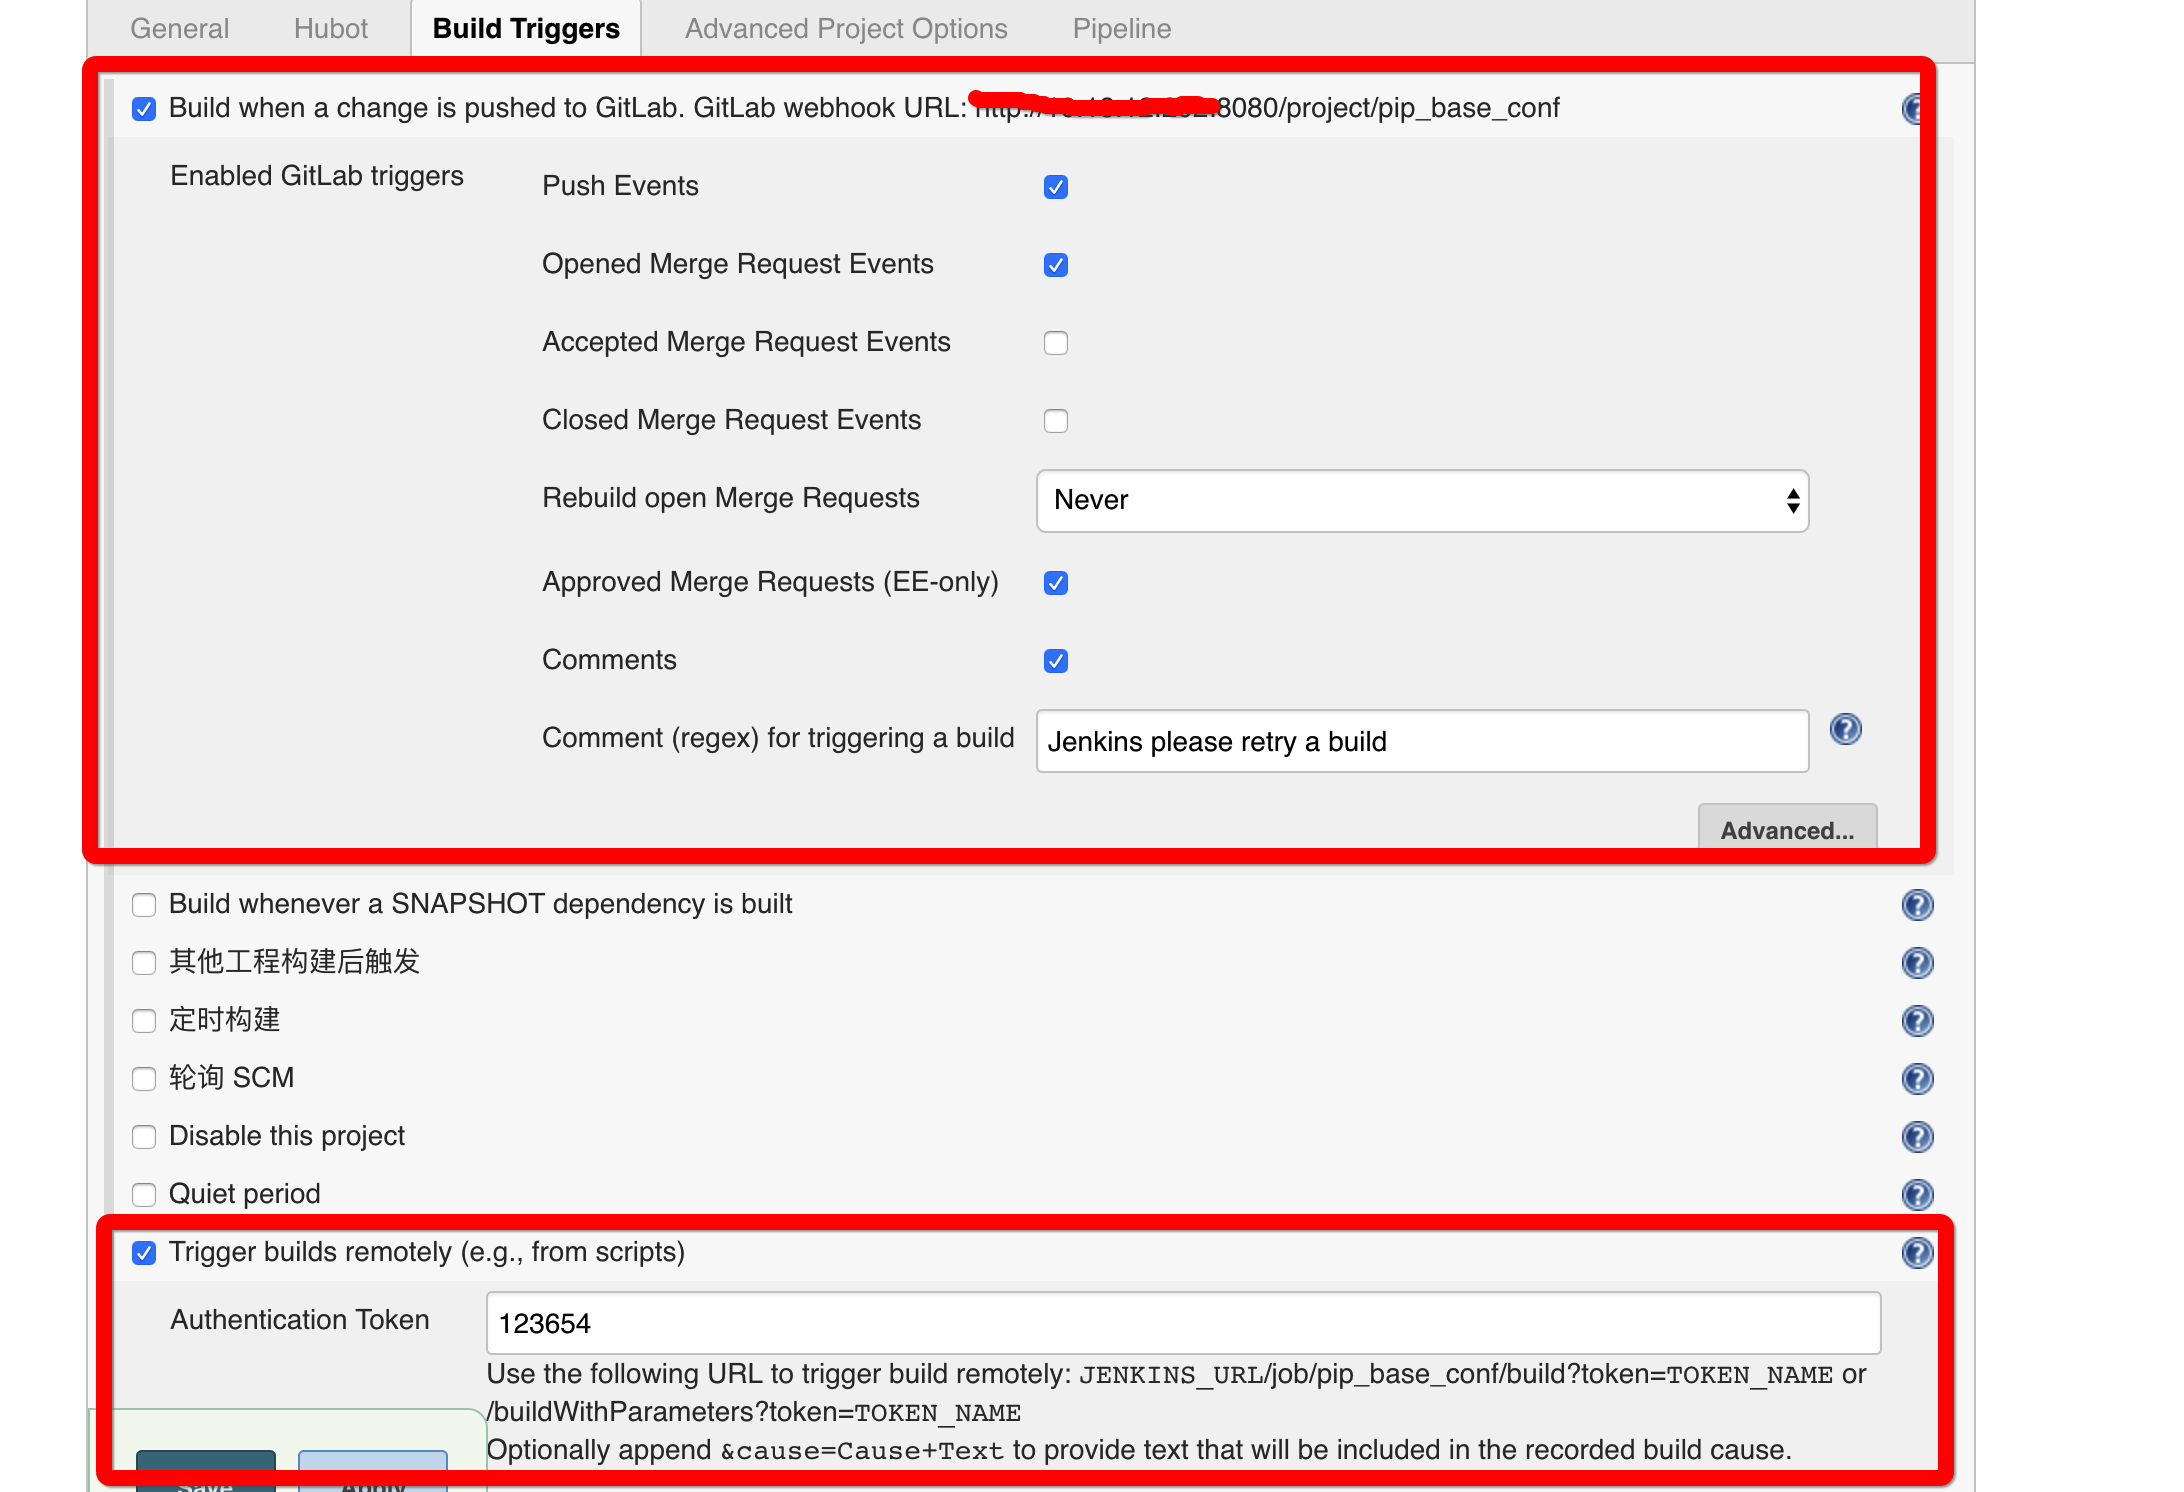 General Hubot Build Triggers Advanced Project Options Pipeline
Build when a change is pushed to GitLab. GitLab webhook URL: 8080/project/pip_base_conf
Enabled GitLab triggers
Push Events
Opened Merge Request Events
Accepted Merge Request Events
Closed Merge Request Events
Rebuild open Merge Requests Never
Approved Merge Requests (EE-only)
Comments
Comment (regex) for triggering a build Jenkins please retry a build
Advanced...
Build whenever a SNAPSHOT dependency is built
其他工程构建后触发
定时构建
轮询 SCM
Disable this project
Quiet period
Trigger builds remotely (e.g., from scripts)
Authentication Token 123654
Use the following URL to trigger build remotely: JENKINS_URL/job/pip_base_conf/build?token=TOKEN_NAME or
/buildWithParameters?token=TOKEN_NAME
Optionally append &cause=Cause+Text to provide text that will be included in the recorded build cause.
Save Apply